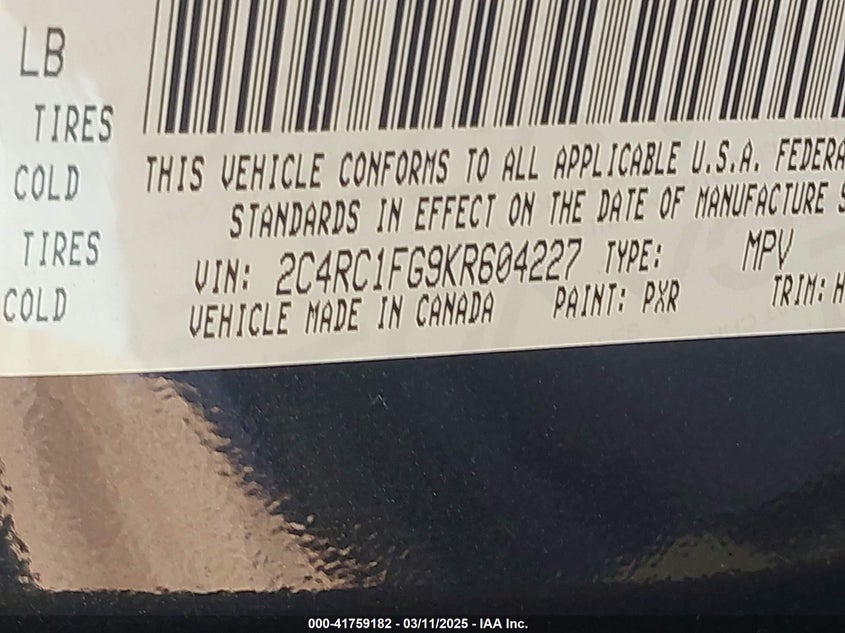 LB
TIRES
COLD
TIRES
COLD
THIS VEHICLE CONFORMS TO ALL APPLICABLE U.S.A. FEDERA
STANDARDS IN EFFECT ON THE DATE OF MANUFACTURE S
VIN: 2C4RC1FG9KR604227 TYPE: MPV
VEHICLE MADE IN CANADA PAINT: PXR TRIM: H
000-41759182 - 03/11/2025 - IAA Inc.